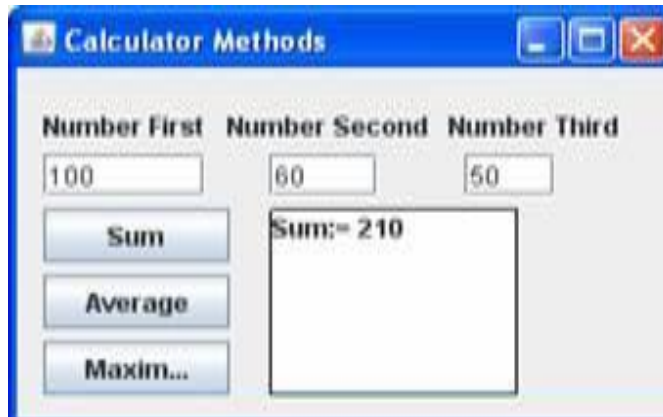 Calculator Methods
Number First Number Second Number Third
100 60 50
Sum
Sum:= 210
Average
Maxim...